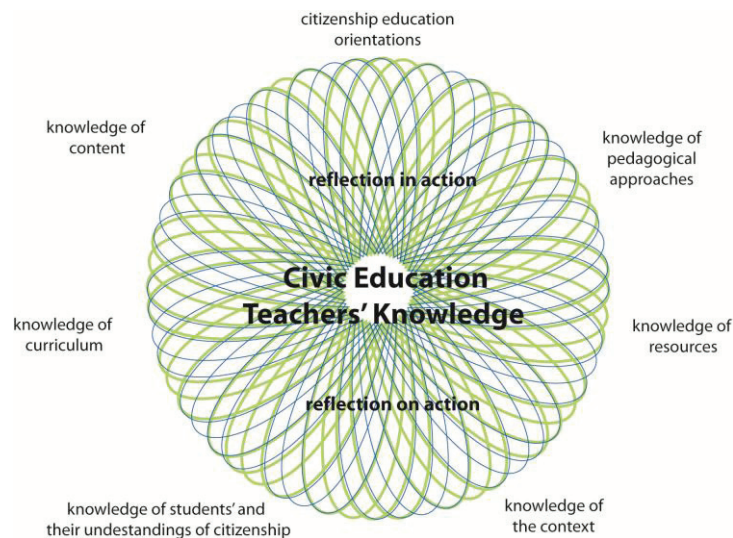 citizenship education
orientations
knowledge of
content
knowledge of
pedagogical
approaches
reflection in action
Civic Education
Teachers' Knowledge
knowledge of
curriculum
knowledge of
resources
reflection on action
knowledge of students' and
their undestandings of citizenship
knowledge of
the context